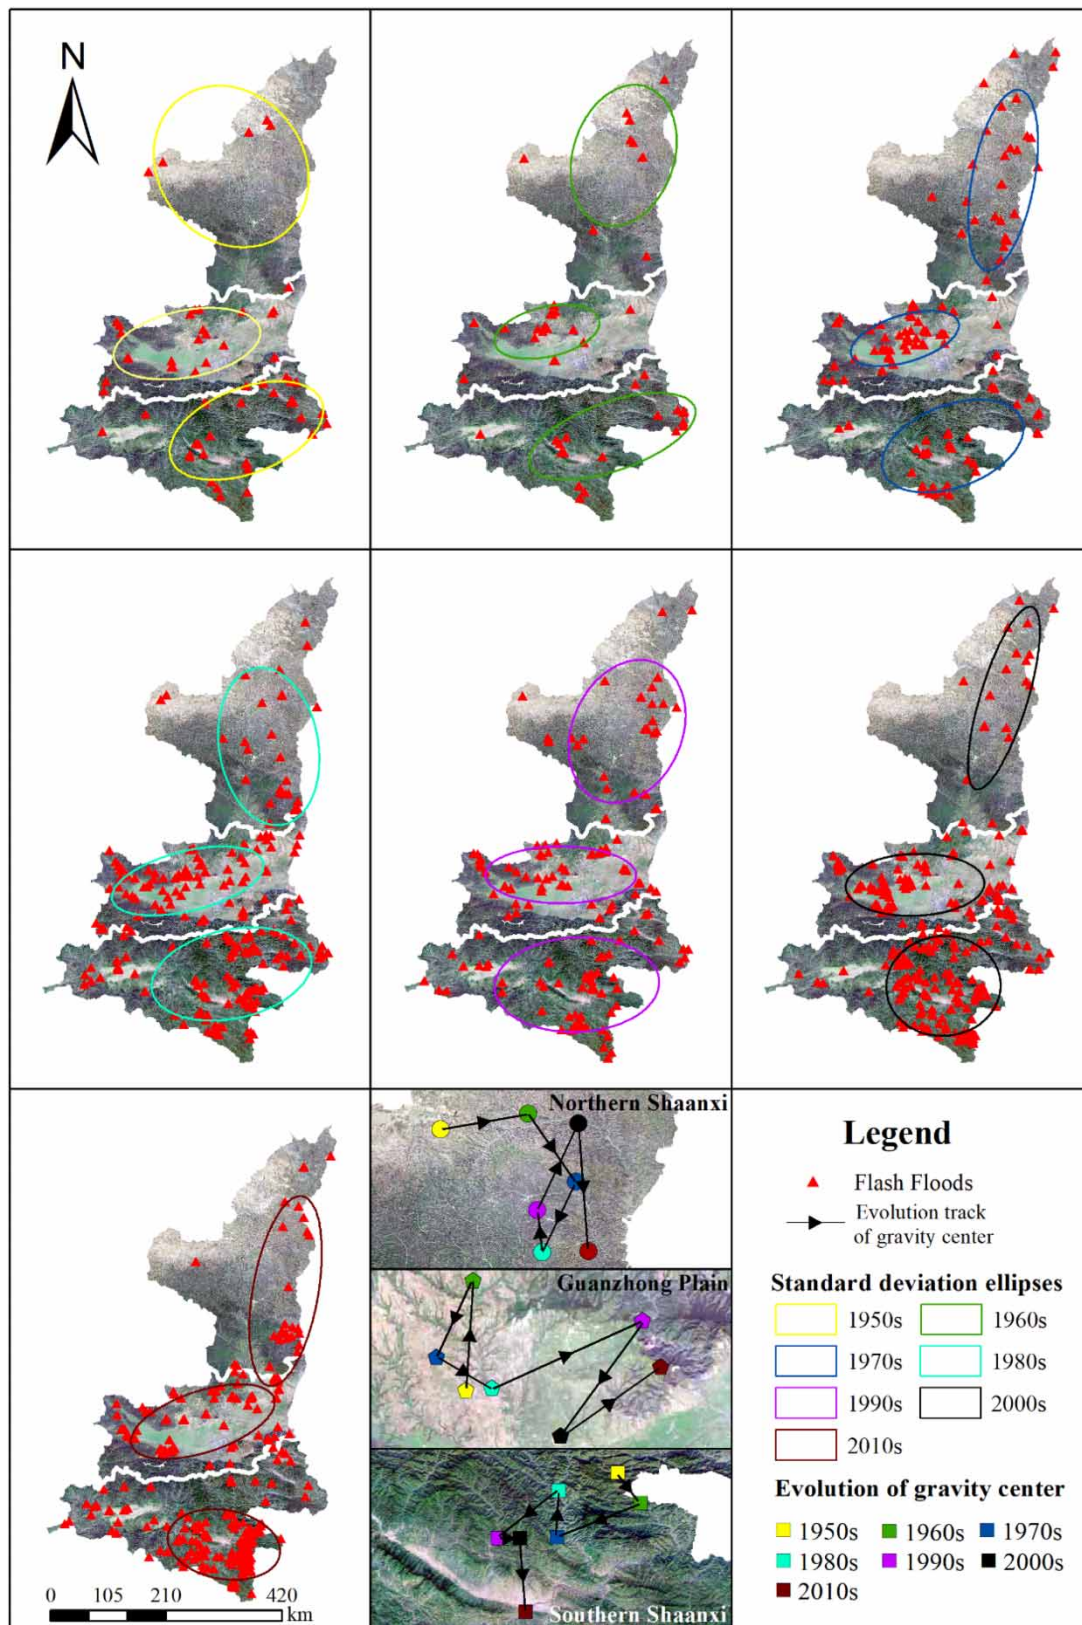 N
0 105 210 420
km
Northern Shaanxi
Guanzhong Plain
Southern Shaanxi
Legend
Flash Floods
Evolution track
of gravity center
Standard deviation ellipses
1950s 1960s
1970s 1980s
1990s 2000s
2010s
Evolution of gravity center
1950s 1960s 1970s
1980s 1990s 2000s
2010s